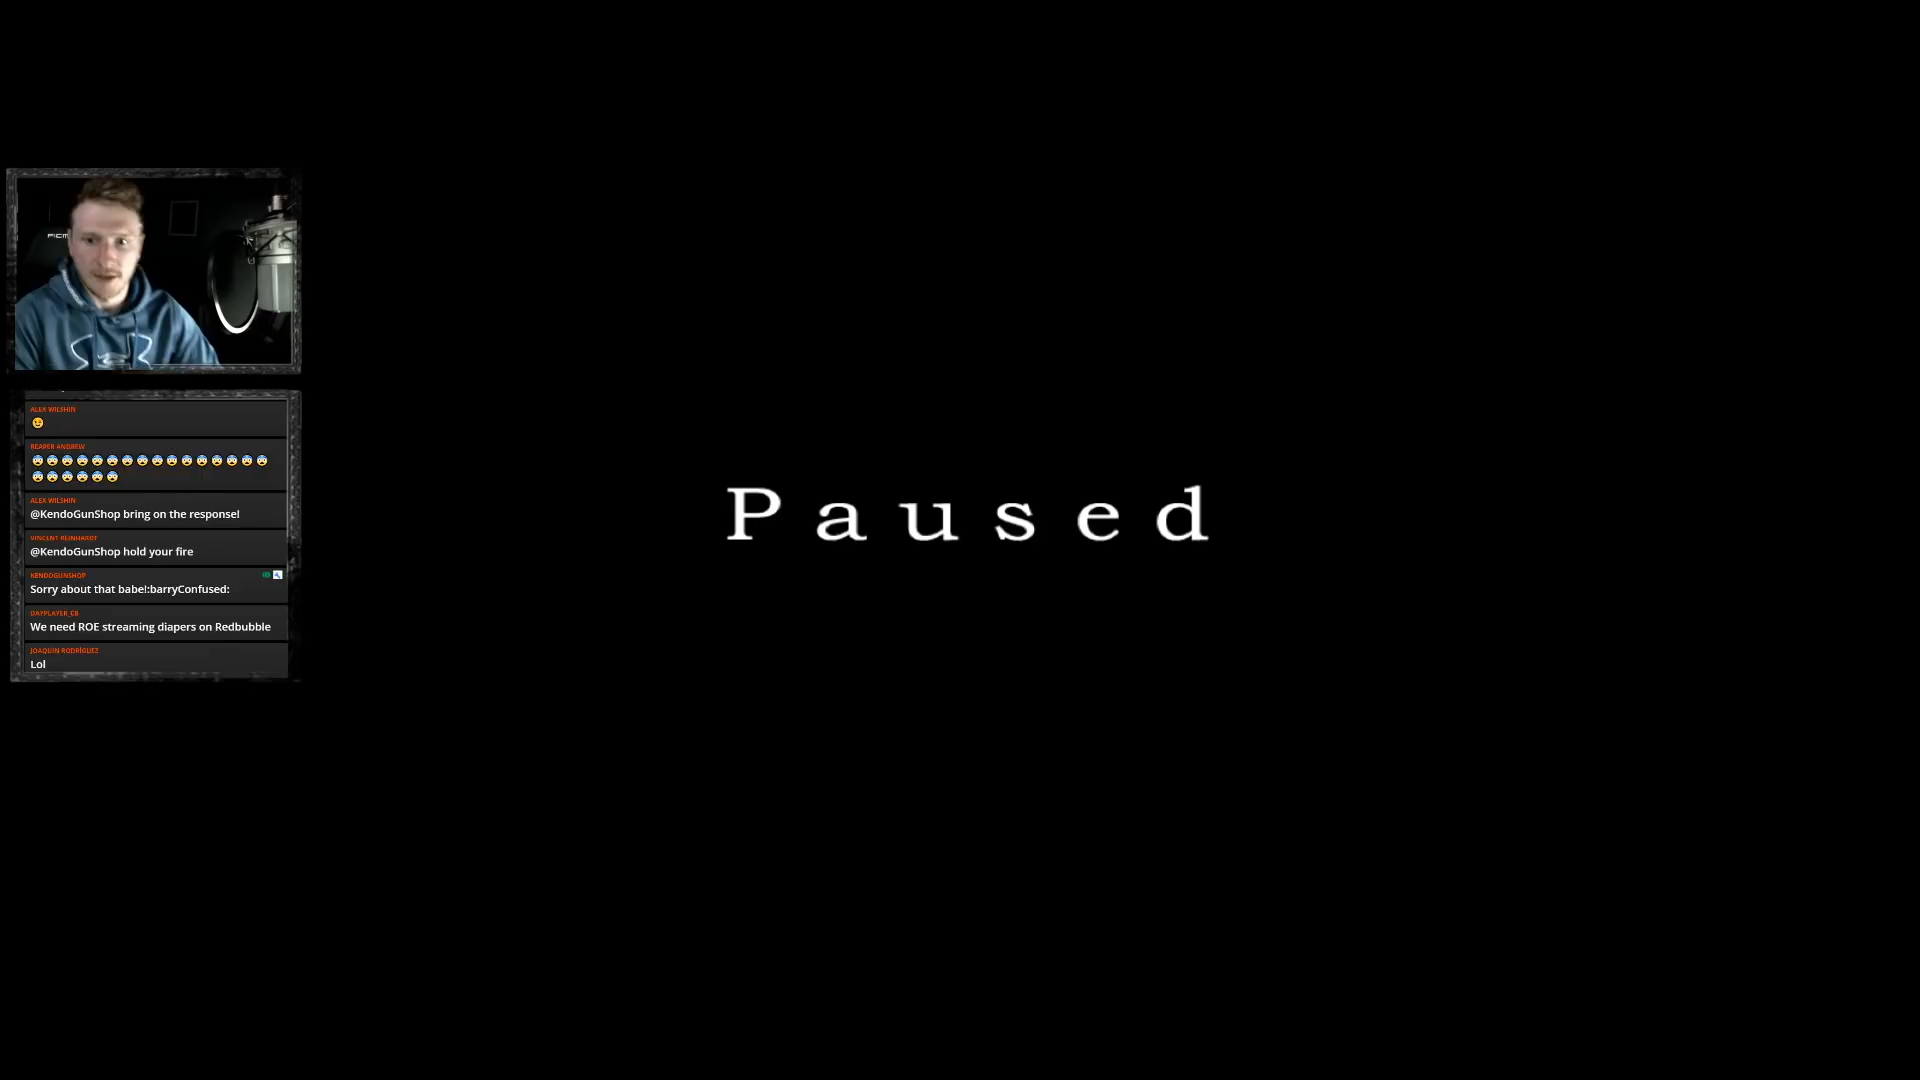 ALEX WILSHIN
REAPER ANDREW
ALEX WILSHIN
@KendoGunShop bring on the response!
VINCENT REINHARDT
@KendoGunShop hold your fire
KENDOGUNSHOP
Sorry about that babe!:barryConfused:
DAYPLAYER_CB
We need ROE streaming diapers on Redbubble
JOAQUIN RODRÍGUEZ
Lol
Paused